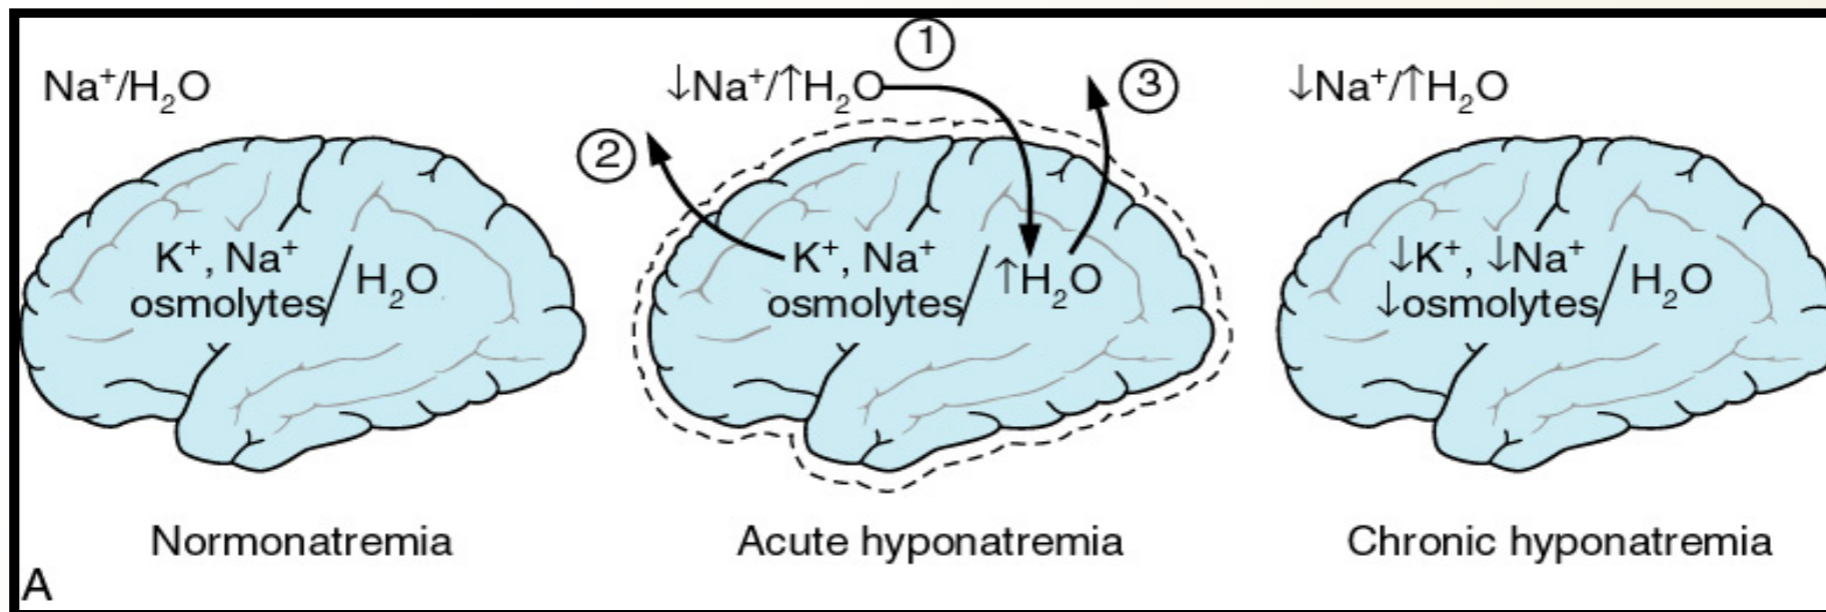 Na⁺/H₂O
K⁺, Na⁺
osmolytes/H₂O
Normonatremia
①
↓Na⁺/↑H₂O
②
③
K⁺, Na⁺
osmolytes/↑H₂O
Acute hyponatremia
↓Na⁺/↑H₂O
↓K⁺, ↓Na⁺
↓osmolytes/H₂O
Chronic hyponatremia
A